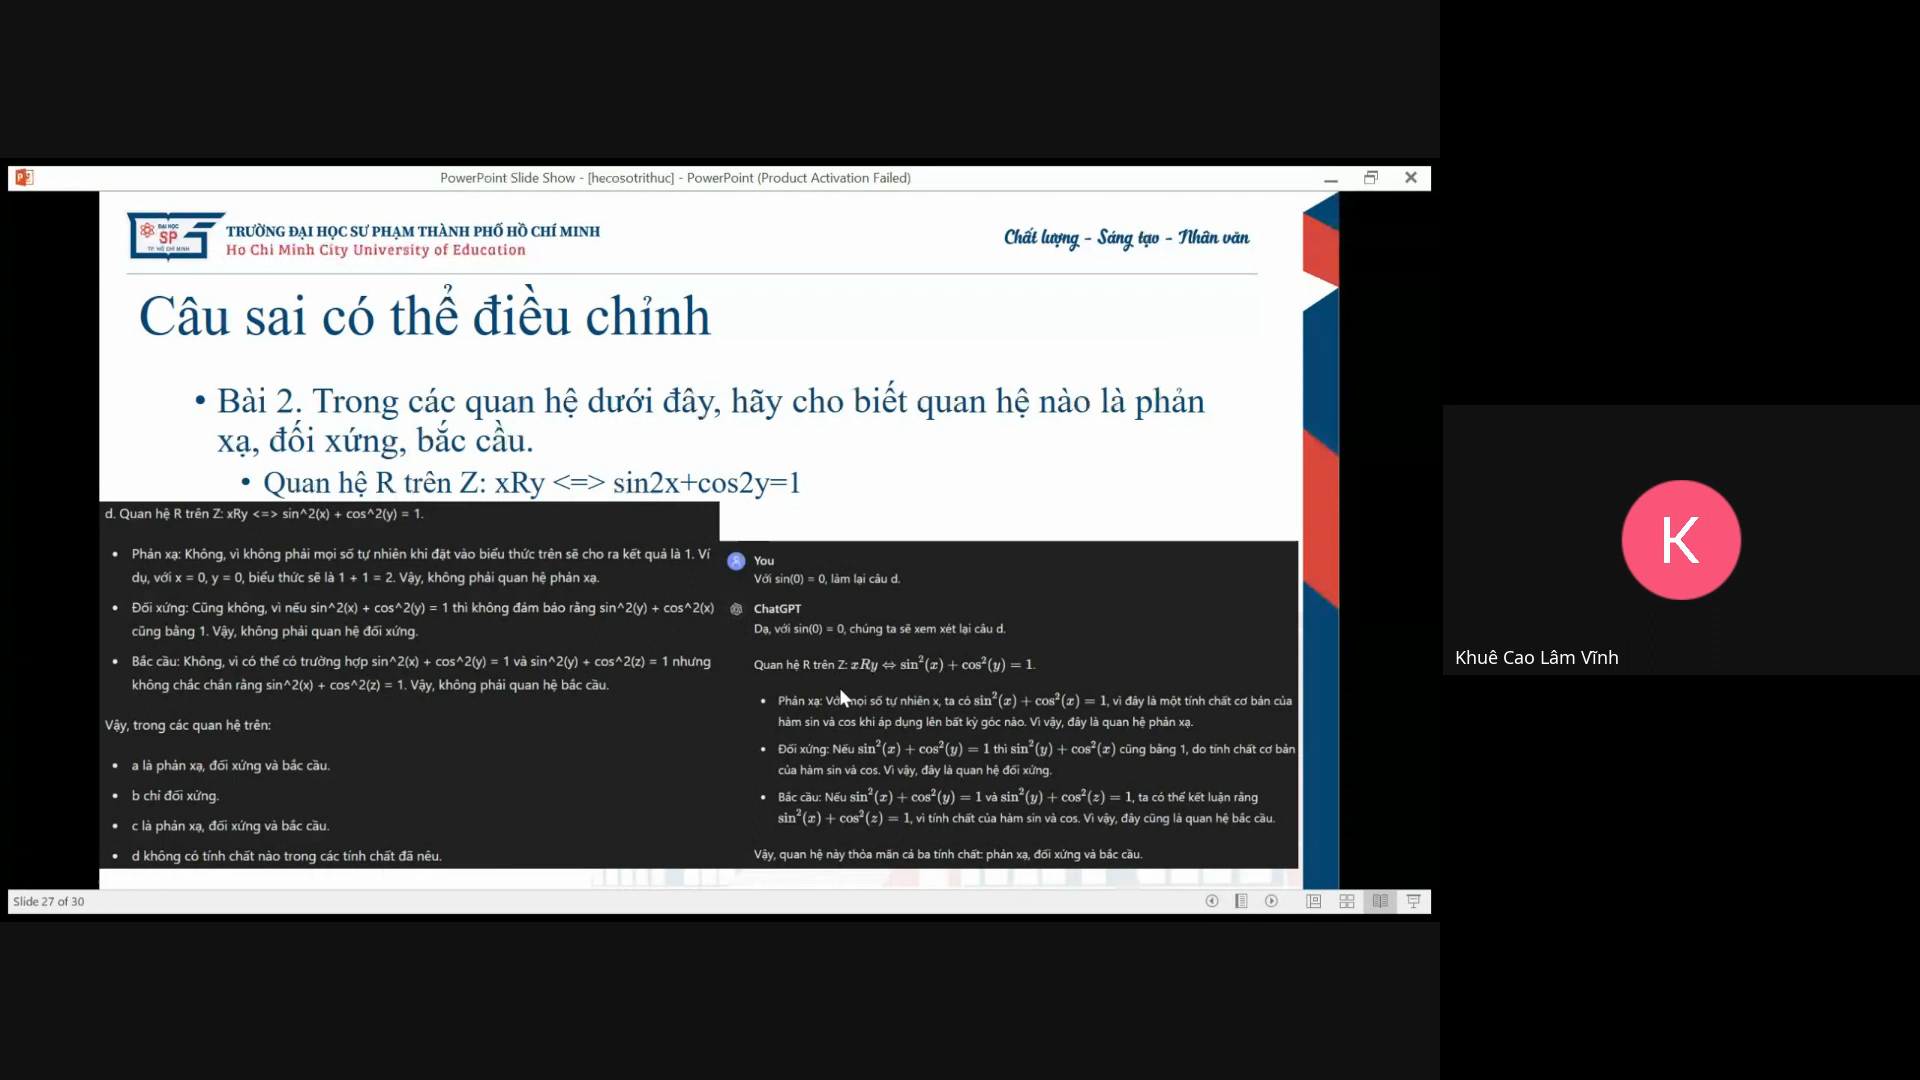 PowerPoint Slide Show - [hecosotrithuc] - PowerPoint (Product Activation Failed)
ĐẠI HỌC
SP
TP. HỒ CHÍ MINH
TRƯỜNG ĐẠI HỌC SƯ PHẠM THÀNH PHỐ HỒ CHÍ MINH
Ho Chi Minh City University of Education
Chất lượng - Sáng tạo - Nhân văn
Câu sai có thể điều chỉnh
• Bài 2. Trong các quan hệ dưới đây, hãy cho biết quan hệ nào là phản
xạ, đối xứng, bắc cầu.
• Quan hệ R trên Z: xRy <=> sin2x+cos2y=1
d. Quan hệ R trên Z: xRy <=> sin^2(x) + cos^2(y) = 1.
• Phản xạ: Không, vì không phải mọi số tự nhiên khi đặt vào biểu thức trên sẽ cho ra kết quả là 1. Ví
dụ, với x = 0, y = 0, biểu thức sẽ là 1 + 1 = 2. Vậy, không phải quan hệ phản xạ.
• Đối xứng: Cũng không, vì nếu sin^2(x) + cos^2(y) = 1 thì không đảm bảo rằng sin^2(y) + cos^2(x)
cũng bằng 1. Vậy, không phải quan hệ đối xứng.
• Bắc cầu: Không, vì có thể có trường hợp sin^2(x) + cos^2(y) = 1 và sin^2(y) + cos^2(z) = 1 nhưng
không chắc chắn rằng sin^2(x) + cos^2(z) = 1. Vậy, không phải quan hệ bắc cầu.
Vậy, trong các quan hệ trên:
• a là phản xạ, đối xứng và bắc cầu.
• b chỉ đối xứng.
• c là phản xạ, đối xứng và bắc cầu.
• d không có tính chất nào trong các tính chất đã nêu.
You
Với sin(0) = 0, làm lại câu d.
ChatGPT
Dạ, với sin(0) = 0, chúng ta sẽ xem xét lại câu d.
Quan hệ R trên Z: xRy ⇔ sin²(x) + cos²(y) = 1.
• Phản xạ: Với mọi số tự nhiên x, ta có sin²(x) + cos²(x) = 1, vì đây là một tính chất cơ bản của
hàm sin và cos khi áp dụng lên bất kỳ góc nào. Vì vậy, đây là quan hệ phản xạ.
• Đối xứng: Nếu sin²(x) + cos²(y) = 1 thì sin²(y) + cos²(x) cũng bằng 1, do tính chất cơ bản
của hàm sin và cos. Vì vậy, đây là quan hệ đối xứng.
• Bắc cầu: Nếu sin²(x) + cos²(y) = 1 và sin²(y) + cos²(z) = 1, ta có thể kết luận rằng
sin²(x) + cos²(z) = 1, vì tính chất của hàm sin và cos. Vì vậy, đây cũng là quan hệ bắc cầu.
Vậy, quan hệ này thỏa mãn cả ba tính chất: phản xạ, đối xứng và bắc cầu.
Slide 27 of 30
K
Khuê Cao Lâm Vĩnh